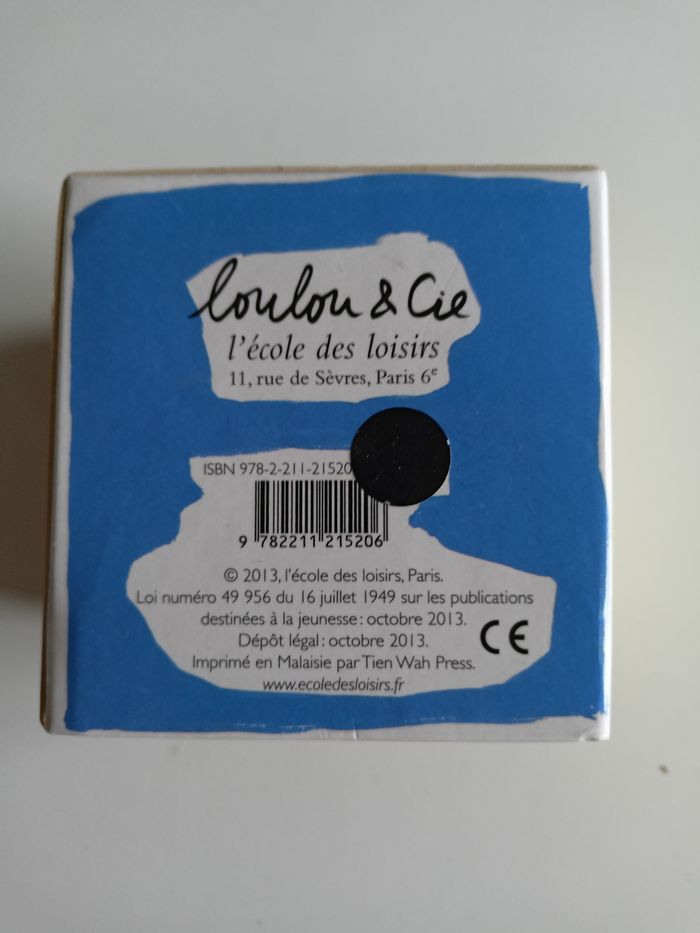 loulou & Cie
l'école des loisirs
11, rue de Sèvres, Paris 6e
ISBN 978-2-211-21520
9 782211 215206
© 2013, l'école des loisirs, Paris.
Loi numéro 49 956 du 16 juillet 1949 sur les publications
destinées à la jeunesse : octobre 2013.
Dépôt légal : octobre 2013.
CE
Imprimé en Malaisie par Tien Wah Press.
www.ecoledesloisirs.fr